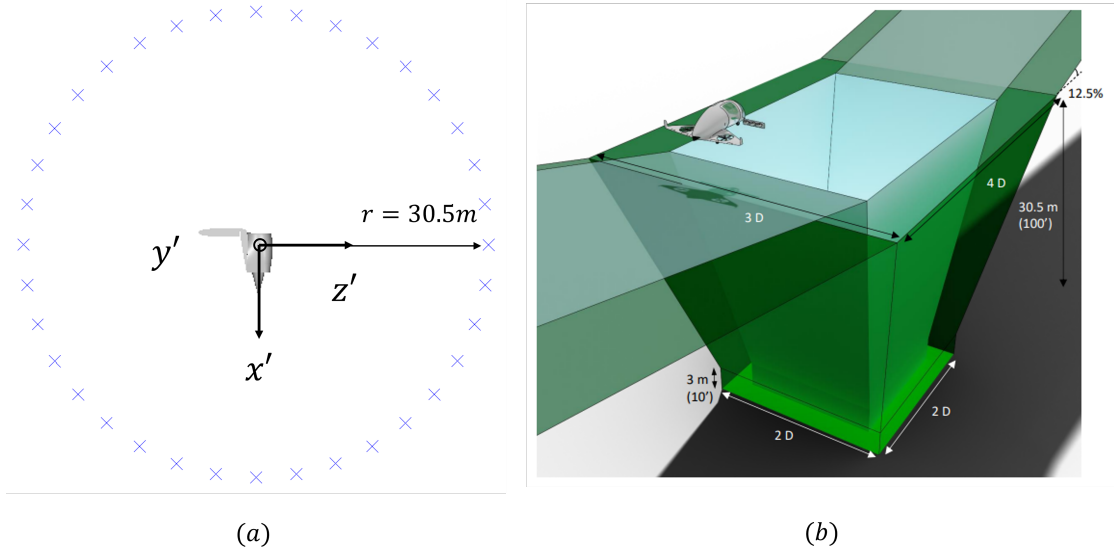 r = 30.5m
y′
z′
x′
(a)
12.5%
4 D
3 D
30.5 m
(100′)
3 m
(10′)
2 D
2 D
(b)